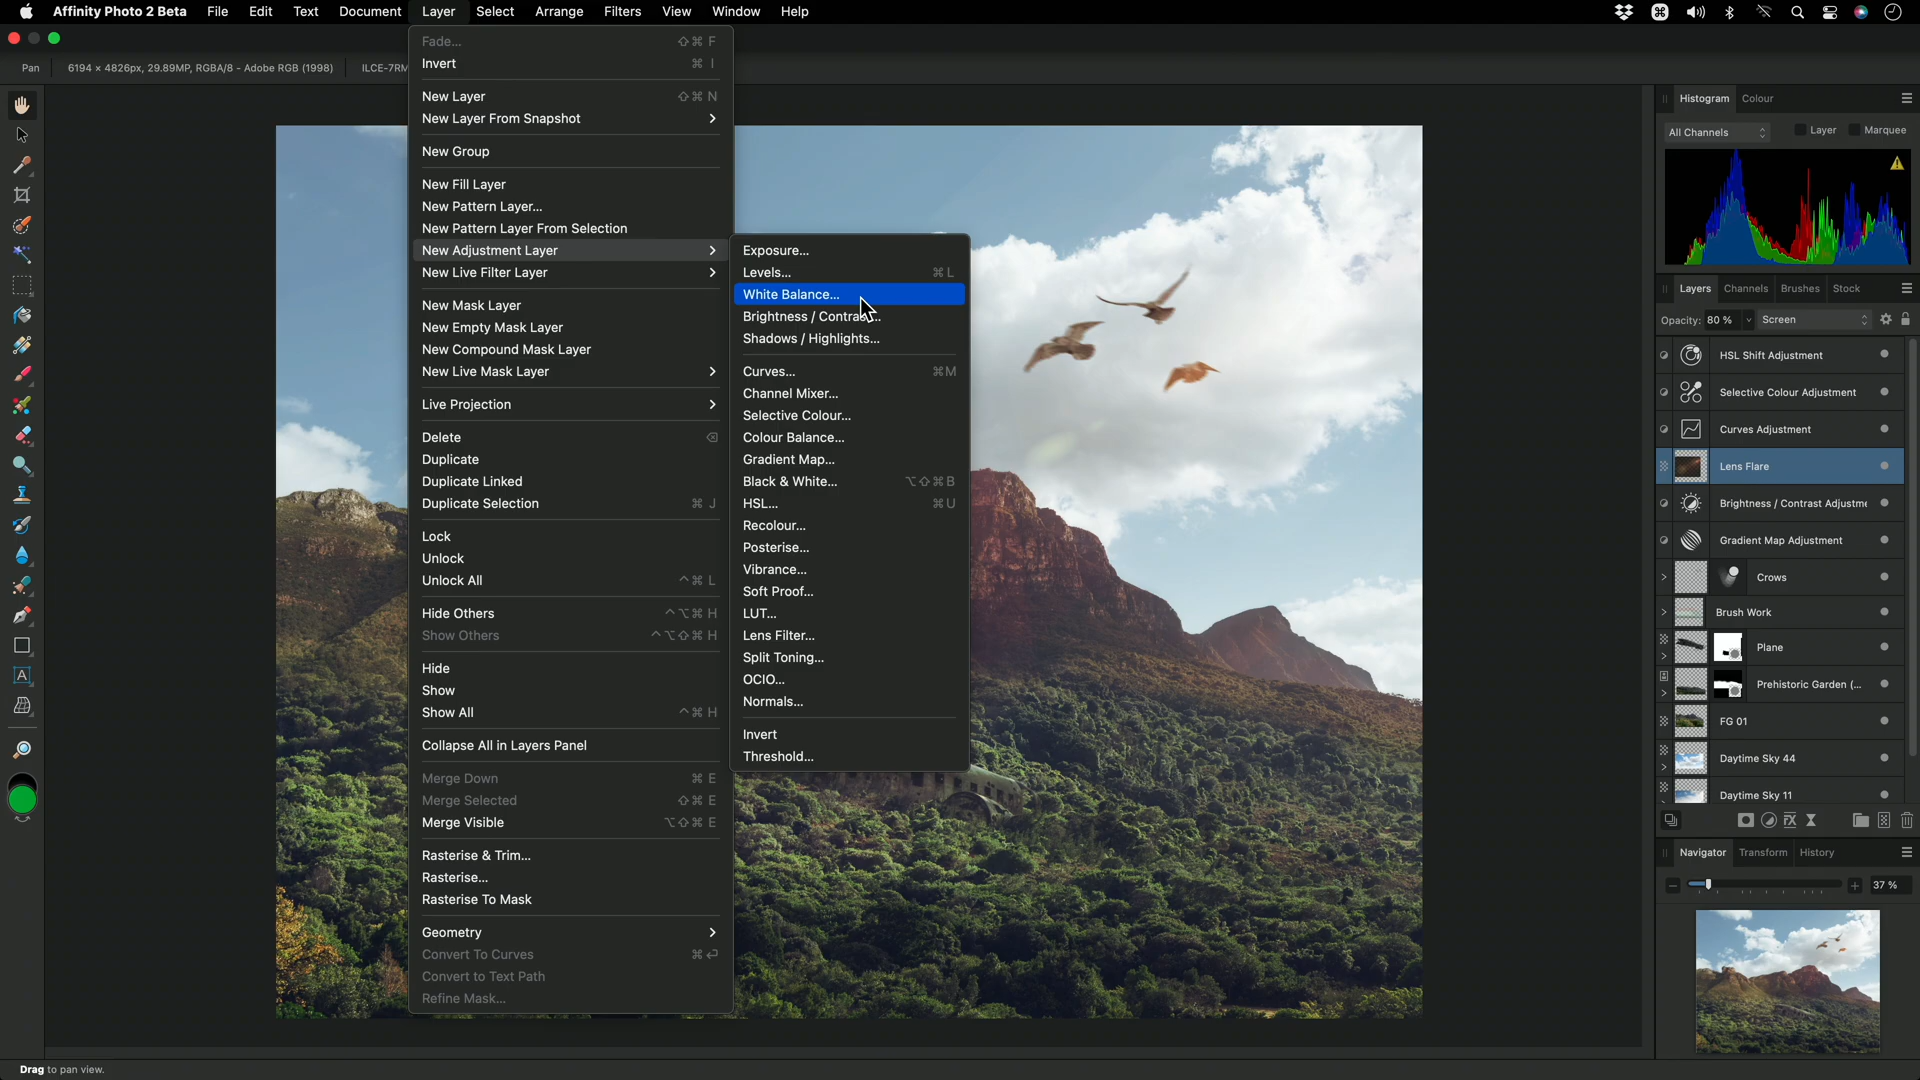 Affinity Photo 2 Beta File Edit Text Document Layer Select Arrange Filters View Window Help
Pan 6194 × 4826px, 29.89MP, RGBA/8 - Adobe RGB (1998) ILCE-7RM
Fade... ⇧⌘ F
Invert ⌘ I
New Layer ⇧⌘ N
New Layer From Snapshot
New Group
New Fill Layer
New Pattern Layer...
New Pattern Layer From Selection
New Adjustment Layer
New Live Filter Layer
New Mask Layer
New Empty Mask Layer
New Compound Mask Layer
New Live Mask Layer
Live Projection
Delete ⌫
Duplicate
Duplicate Linked
Duplicate Selection ⌘ J
Lock
Unlock
Unlock All ^⌘ L
Hide Others ^⌥⌘ H
Show Others ^⌥⇧⌘ H
Hide
Show
Show All ^⌘ H
Collapse All in Layers Panel
Merge Down ⌘ E
Merge Selected ⇧⌘ E
Merge Visible ⌥⇧⌘ E
Rasterise & Trim...
Rasterise...
Rasterise To Mask
Geometry
Convert To Curves ⌘⏎
Convert to Text Path
Refine Mask...
Exposure...
Levels... ⌘L
White Balance...
Brightness / Contrast...
Shadows / Highlights...
Curves... ⌘M
Channel Mixer...
Selective Colour...
Colour Balance...
Gradient Map...
Black & White... ⌥⇧⌘B
HSL... ⌘U
Recolour...
Posterise...
Vibrance...
Soft Proof...
LUT...
Lens Filter...
Split Toning...
OCIO...
Normals...
Invert
Threshold...
Histogram Colour
All Channels Layer Marquee
Layers Channels Brushes Stock
Opacity: 80 % Screen
HSL Shift Adjustment
Selective Colour Adjustment
Curves Adjustment
Lens Flare
Brightness / Contrast Adjustme
Gradient Map Adjustment
Crows
Brush Work
Plane
Prehistoric Garden (...
FG 01
Daytime Sky 44
Daytime Sky 11
Navigator Transform History
37 %
Drag to pan view.